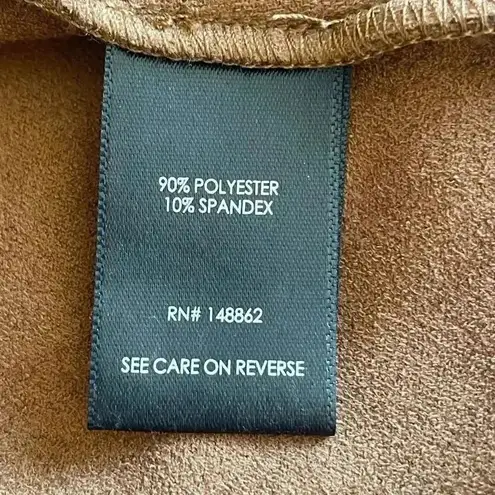 90% POLYESTER
10% SPANDEX
RN# 148862
SEE CARE ON REVERSE